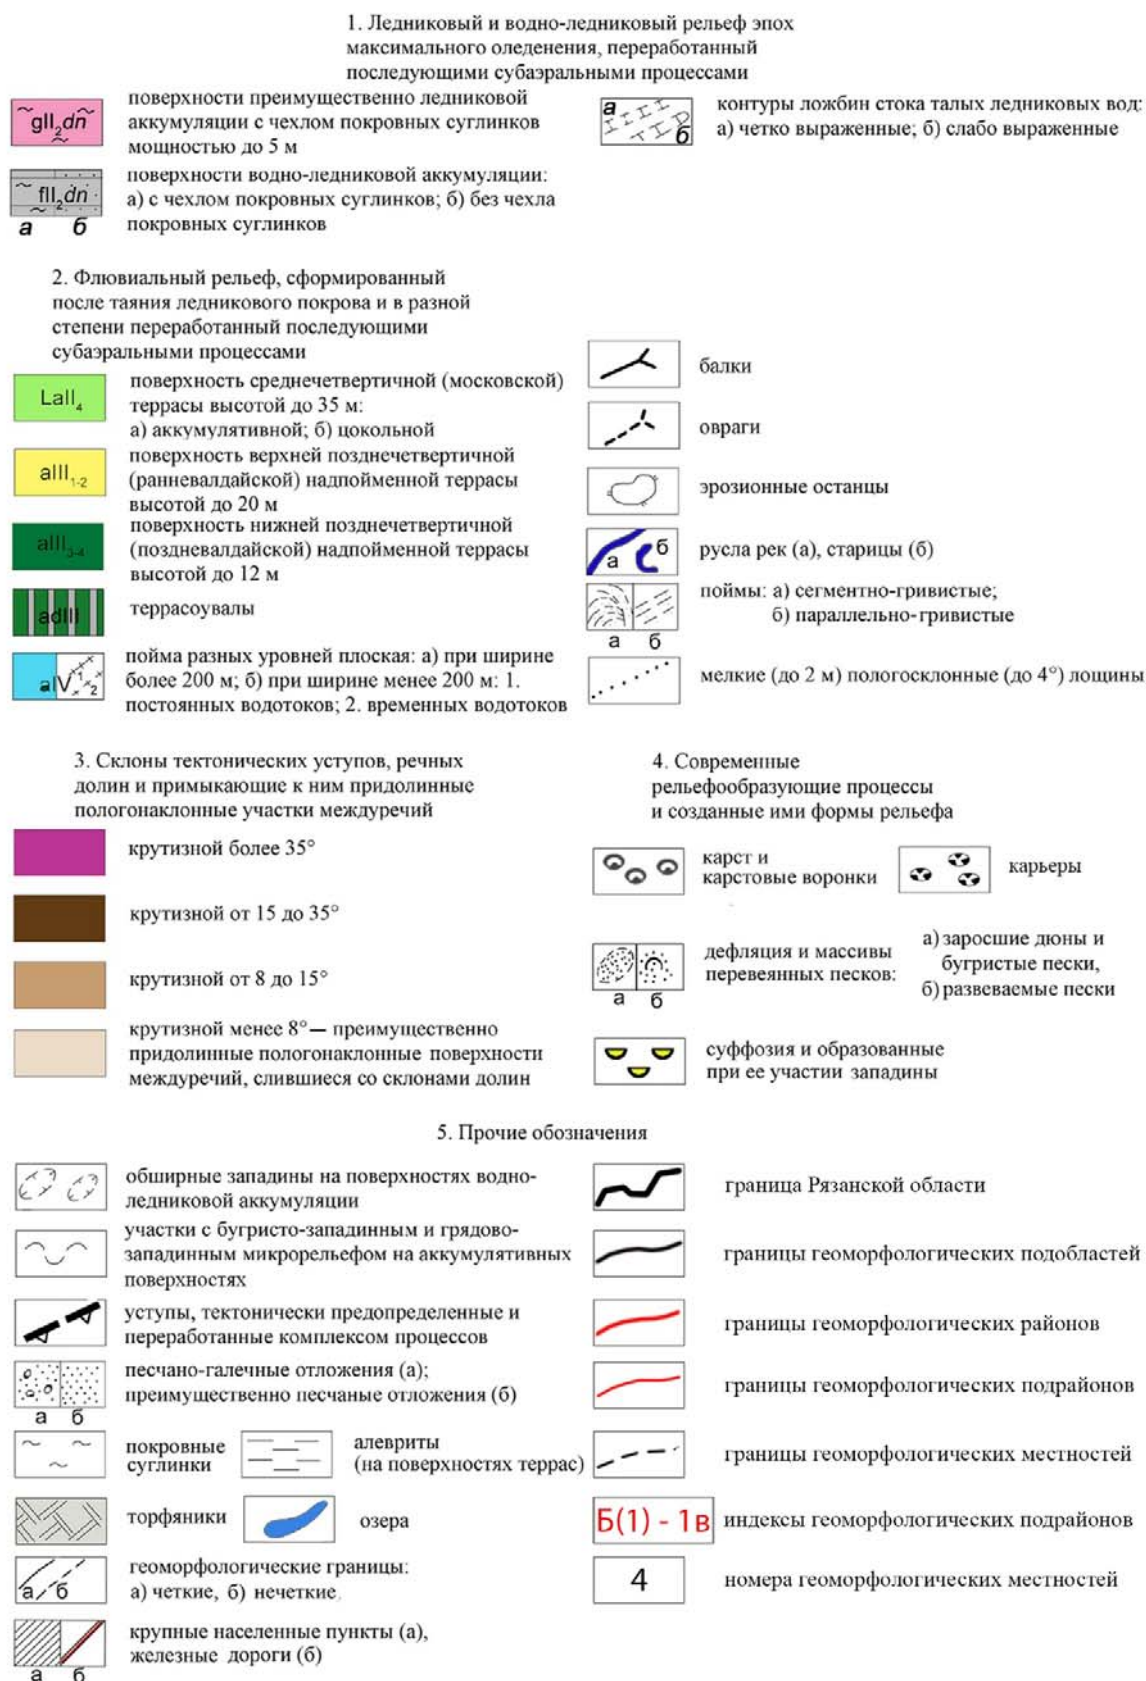 1. Ледниковый и водно-ледниковый рельеф эпох
максимального оледенения, переработанный
последующими субаэральными процессами
gII2dn
поверхности преимущественно ледниковой
аккумуляции с чехлом покровных суглинков
мощностью до 5 м
а
б
контуры ложбин стока талых ледниковых вод:
а) четко выраженные; б) слабо выраженные
fII2dn
а б
поверхности водно-ледниковой аккумуляции:
а) с чехлом покровных суглинков; б) без чехла
покровных суглинков
2. Флювиальный рельеф, сформированный
после таяния ледникового покрова и в разной
степени переработанный последующими
субаэральными процессами
LaII4
поверхность среднечетвертичной (московской)
террасы высотой до 35 м:
а) аккумулятивной; б) цокольной
aIII1-2
поверхность верхней позднечетвертичной
(ранневалдайской) надпойменной террасы
высотой до 20 м
aIII3-4
поверхность нижней позднечетвертичной
(поздневалдайской) надпойменной террасы
высотой до 12 м
adIII
террасоувалы
aIV 1 2
пойма разных уровней плоская: а) при ширине
более 200 м; б) при ширине менее 200 м: 1.
постоянных водотоков; 2. временных водотоков
балки
овраги
эрозионные останцы
а б
русла рек (а), старицы (б)
поймы: а) сегментно-гривистые;
б) параллельно-гривистые
а б
мелкие (до 2 м) пологосклонные (до 4°) лощины
3. Склоны тектонических уступов, речных
долин и примыкающие к ним придолинные
пологонаклонные участки междуречий
крутизной более 35°
крутизной от 15 до 35°
крутизной от 8 до 15°
крутизной менее 8°— преимущественно
придолинные пологонаклонные поверхности
междуречий, слившиеся со склонами долин
4. Современные
рельефообразующие процессы
и созданные ими формы рельефа
карст и
карстовые воронки
карьеры
а б
дефляция и массивы
перевеянных песков:
а) заросшие дюны и
бугристые пески,
б) развеваемые пески
суффозия и образованные
при ее участии западины
5. Прочие обозначения
обширные западины на поверхностях водно-
ледниковой аккумуляции
участки с бугристо-западинным и грядово-
западинным микрорельефом на аккумулятивных
поверхностях
уступы, тектонически предопределенные и
переработанные комплексом процессов
песчано-галечные отложения (а);
преимущественно песчаные отложения (б)
а б
покровные
суглинки
алевриты
(на поверхностях террас)
торфяники
озера
а б
геоморфологические границы:
а) четкие, б) нечеткие
крупные населенные пункты (а),
железные дороги (б)
а б
граница Рязанской области
границы геоморфологических подобластей
границы геоморфологических районов
границы геоморфологических подрайонов
границы геоморфологических местностей
Б(1) - 1в
индексы геоморфологических подрайонов
4
номера геоморфологических местностей